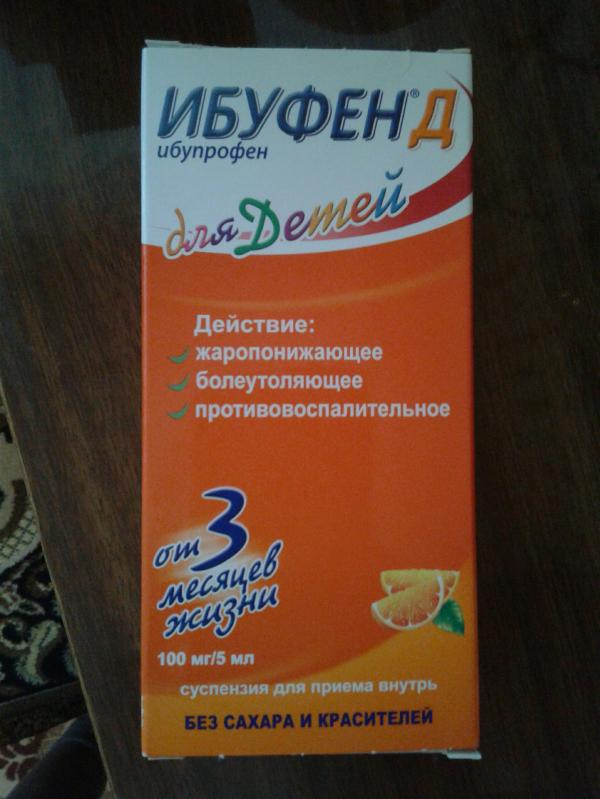 ИБУФЕН® Д
ибупрофен
для Детей
Действие:
жаропонижающее
болеутоляющее
противовоспалительное
от 3
месяцев
жизни
100 мг/5 мл
суспензия для приема внутрь
БЕЗ САХАРА И КРАСИТЕЛЕЙ